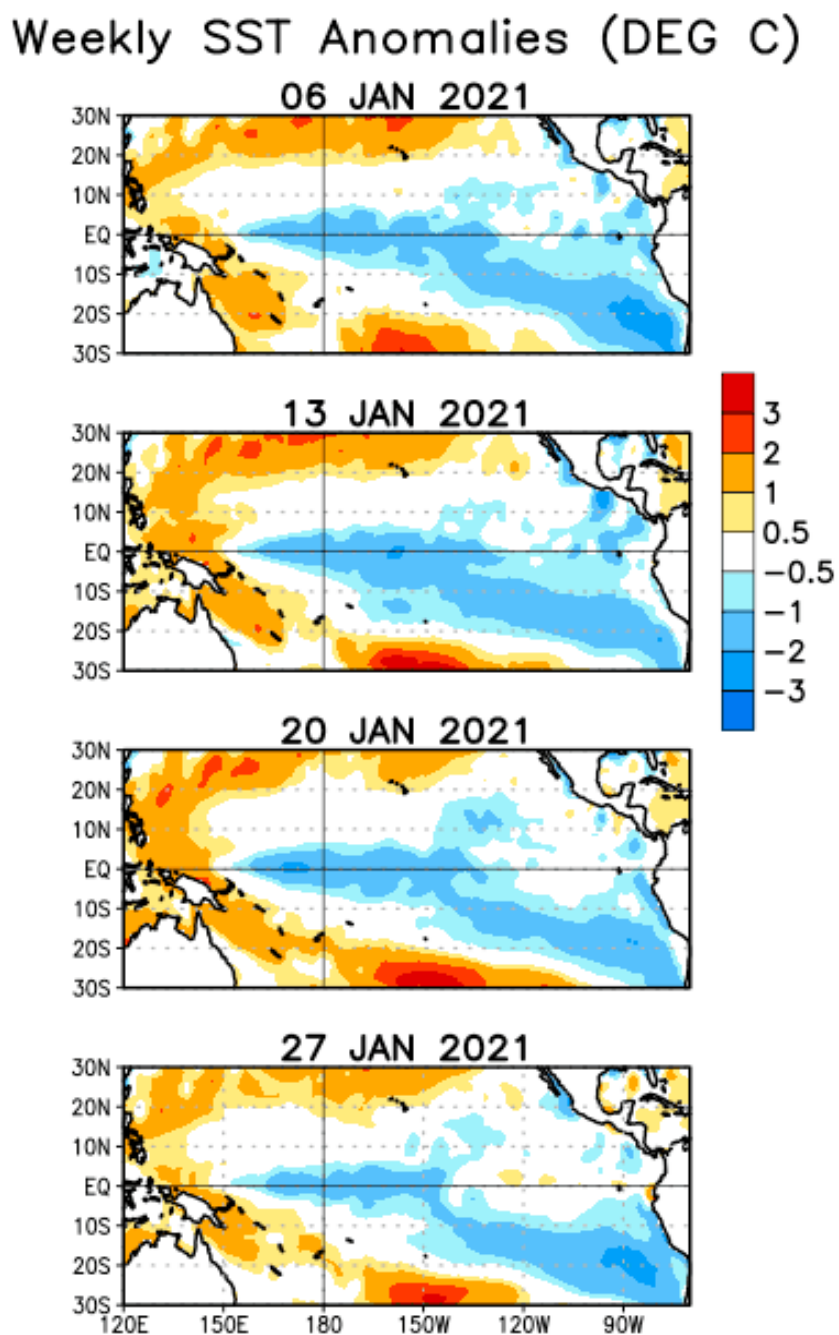 Weekly SST Anomalies (DEG C)
06 JAN 2021
30N
20N
10N
EQ
10S
20S
30S
13 JAN 2021
30N
20N
10N
EQ
10S
20S
30S
3
2
1
0.5
-0.5
-1
-2
-3
20 JAN 2021
30N
20N
10N
EQ
10S
20S
30S
27 JAN 2021
30N
20N
10N
EQ
10S
20S
30S
120E 150E 180 150W 120W 90W